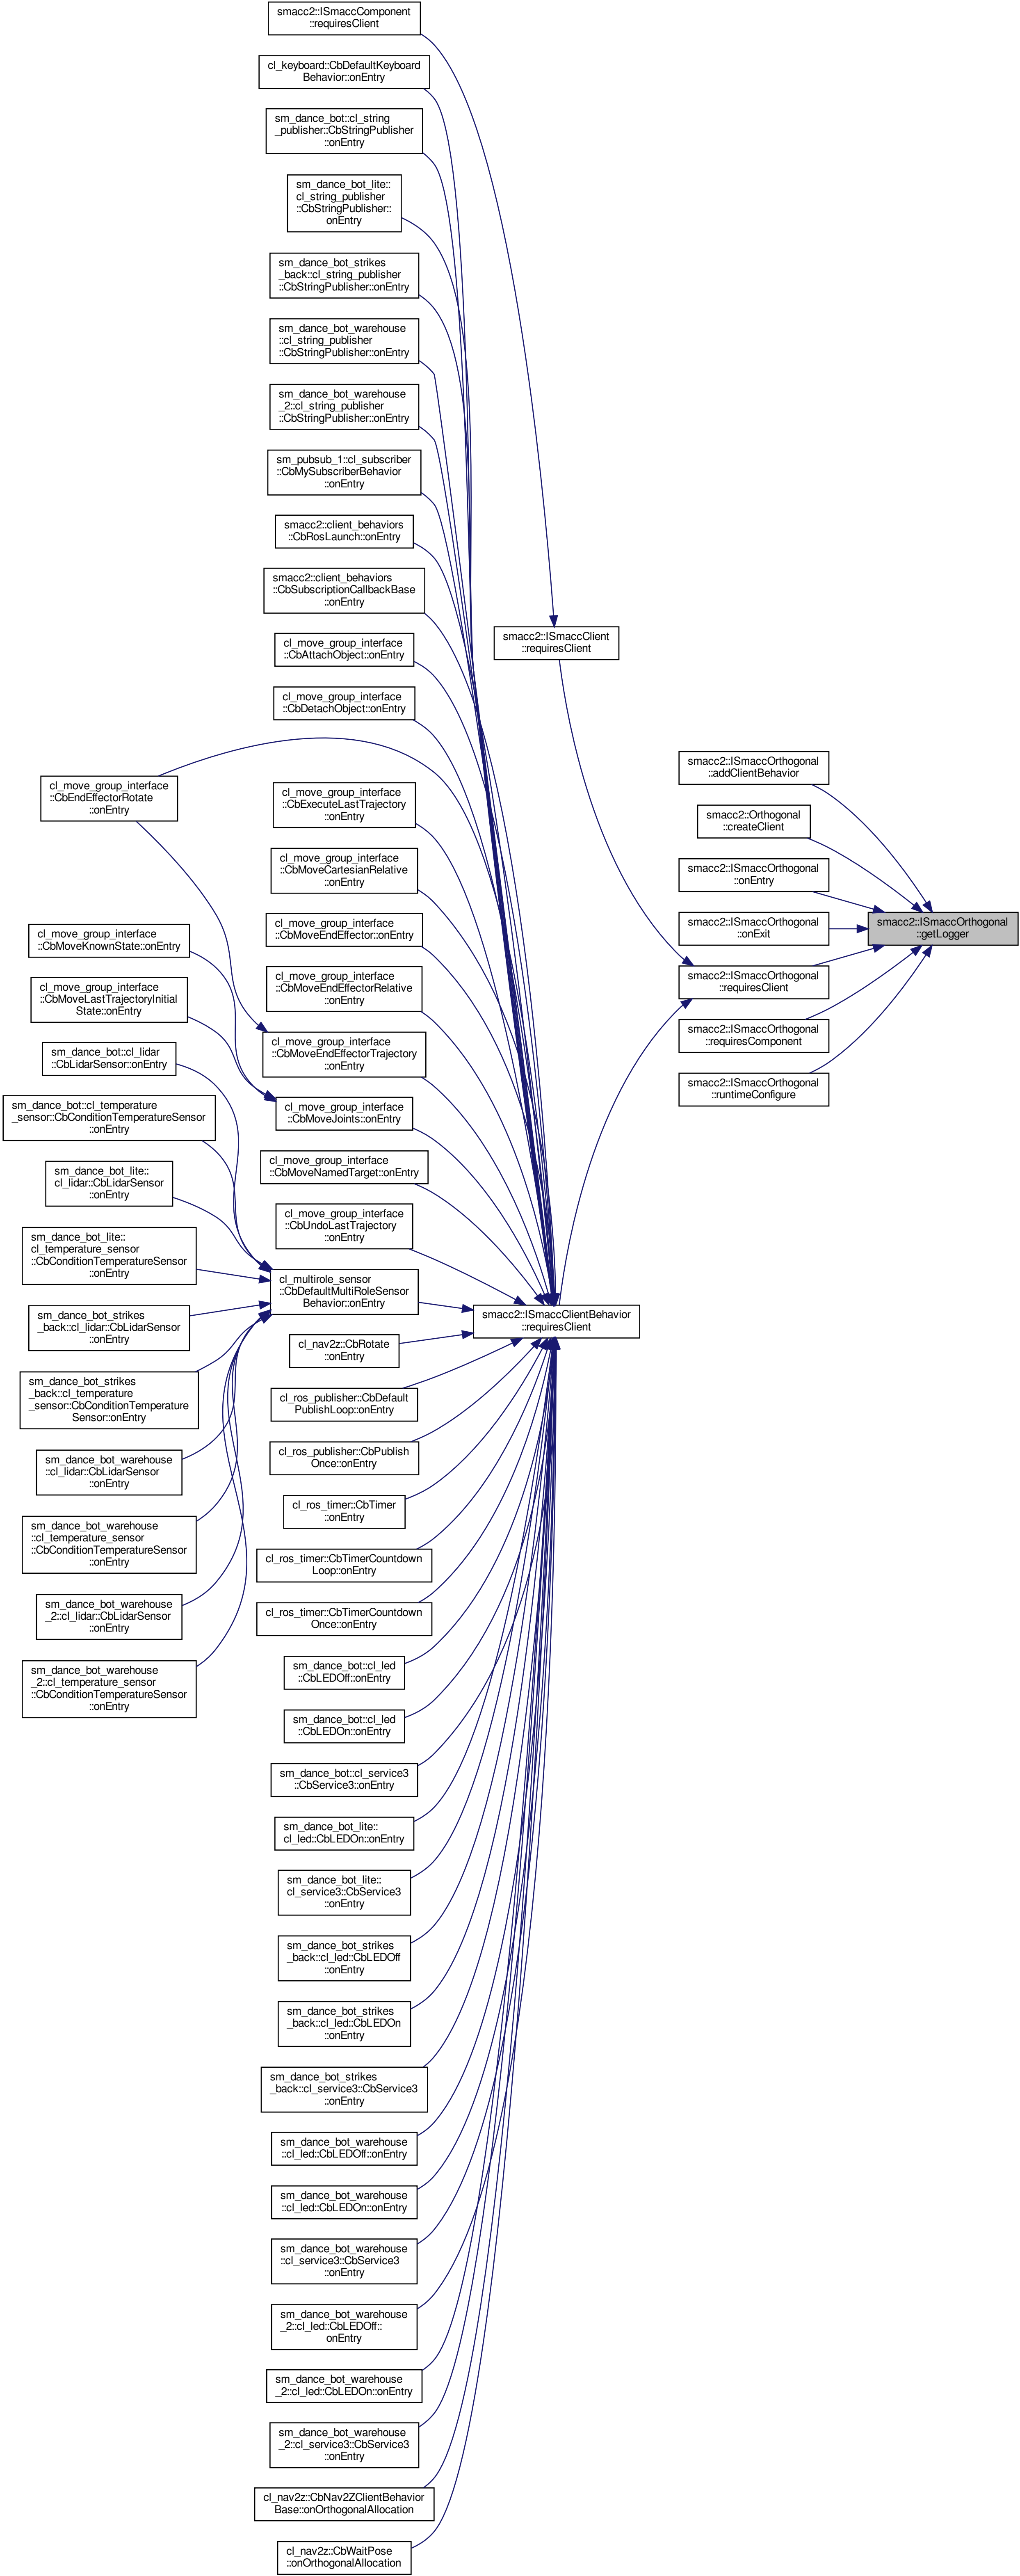 smacc2::ISmaccComponent
::requiresClient
cl_keyboard::CbDefaultKeyboard
Behavior::onEntry
sm_dance_bot::cl_string
_publisher::CbStringPublisher
::onEntry
sm_dance_bot_lite::
cl_string_publisher
::CbStringPublisher::
onEntry
sm_dance_bot_strikes
_back::cl_string_publisher
::CbStringPublisher::onEntry
sm_dance_bot_warehouse
::cl_string_publisher
::CbStringPublisher::onEntry
sm_dance_bot_warehouse
_2::cl_string_publisher
::CbStringPublisher::onEntry
sm_pubsub_1::cl_subscriber
::CbMySubscriberBehavior
::onEntry
smacc2::client_behaviors
::CbRosLaunch::onEntry
smacc2::client_behaviors
::CbSubscriptionCallbackBase
::onEntry
cl_move_group_interface
::CbAttachObject::onEntry
cl_move_group_interface
::CbDetachObject::onEntry
cl_move_group_interface
::CbEndEffectorRotate
::onEntry
cl_move_group_interface
::CbExecuteLastTrajectory
::onEntry
cl_move_group_interface
::CbMoveCartesianRelative
::onEntry
cl_move_group_interface
::CbMoveEndEffector::onEntry
cl_move_group_interface
::CbMoveEndEffectorRelative
::onEntry
cl_move_group_interface
::CbMoveEndEffectorTrajectory
::onEntry
cl_move_group_interface
::CbMoveJoints::onEntry
cl_move_group_interface
::CbMoveNamedTarget::onEntry
cl_move_group_interface
::CbUndoLastTrajectory
::onEntry
cl_multirole_sensor
::CbDefaultMultiRoleSensor
Behavior::onEntry
cl_nav2z::CbRotate
::onEntry
cl_ros_publisher::CbDefault
PublishLoop::onEntry
cl_ros_publisher::CbPublish
Once::onEntry
cl_ros_timer::CbTimer
::onEntry
cl_ros_timer::CbTimerCountdown
Loop::onEntry
cl_ros_timer::CbTimerCountdown
Once::onEntry
sm_dance_bot::cl_led
::CbLEDOff::onEntry
sm_dance_bot::cl_led
::CbLEDOn::onEntry
sm_dance_bot::cl_service3
::CbService3::onEntry
sm_dance_bot_lite::
cl_led::CbLEDOn::onEntry
sm_dance_bot_lite::
cl_service3::CbService3
::onEntry
sm_dance_bot_strikes
_back::cl_led::CbLEDOff
::onEntry
sm_dance_bot_strikes
_back::cl_led::CbLEDOn
::onEntry
sm_dance_bot_strikes
_back::cl_service3::CbService3
::onEntry
sm_dance_bot_warehouse
::cl_led::CbLEDOff::onEntry
sm_dance_bot_warehouse
::cl_led::CbLEDOn::onEntry
sm_dance_bot_warehouse
::cl_service3::CbService3
::onEntry
sm_dance_bot_warehouse
_2::cl_led::CbLEDOff::
onEntry
sm_dance_bot_warehouse
_2::cl_led::CbLEDOn::onEntry
sm_dance_bot_warehouse
_2::cl_service3::CbService3
::onEntry
cl_nav2z::CbNav2ZClientBehavior
Base::onOrthogonalAllocation
cl_nav2z::CbWaitPose
::onOrthogonalAllocation
cl_move_group_interface
::CbMoveKnownState::onEntry
cl_move_group_interface
::CbMoveLastTrajectoryInitial
State::onEntry
sm_dance_bot::cl_lidar
::CbLidarSensor::onEntry
sm_dance_bot::cl_temperature
_sensor::CbConditionTemperatureSensor
::onEntry
sm_dance_bot_lite::
cl_lidar::CbLidarSensor
::onEntry
sm_dance_bot_lite::
cl_temperature_sensor
::CbConditionTemperatureSensor
::onEntry
sm_dance_bot_strikes
_back::cl_lidar::CbLidarSensor
::onEntry
sm_dance_bot_strikes
_back::cl_temperature
_sensor::CbConditionTemperature
Sensor::onEntry
sm_dance_bot_warehouse
::cl_lidar::CbLidarSensor
::onEntry
sm_dance_bot_warehouse
::cl_temperature_sensor
::CbConditionTemperatureSensor
::onEntry
sm_dance_bot_warehouse
_2::cl_lidar::CbLidarSensor
::onEntry
sm_dance_bot_warehouse
_2::cl_temperature_sensor
::CbConditionTemperatureSensor
::onEntry
smacc2::ISmaccClient
::requiresClient
smacc2::ISmaccClientBehavior
::requiresClient
smacc2::ISmaccOrthogonal
::addClientBehavior
smacc2::Orthogonal
::createClient
smacc2::ISmaccOrthogonal
::onEntry
smacc2::ISmaccOrthogonal
::onExit
smacc2::ISmaccOrthogonal
::requiresClient
smacc2::ISmaccOrthogonal
::requiresComponent
smacc2::ISmaccOrthogonal
::runtimeConfigure
smacc2::ISmaccOrthogonal
::getLogger